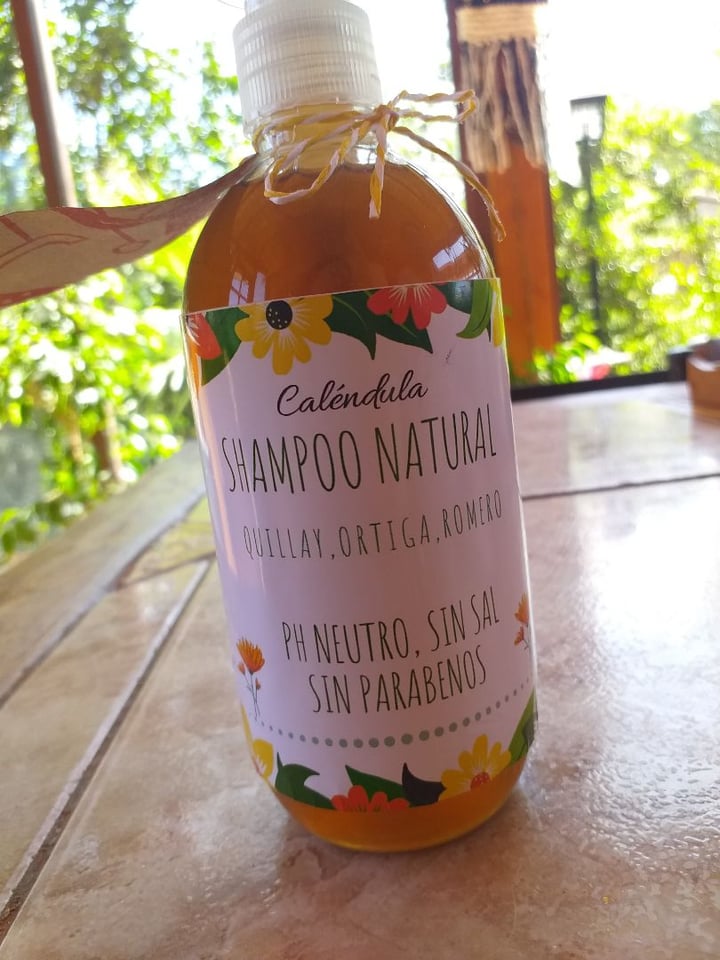 Caléndula
SHAMPOO NATURAL
QUILLAY,ORTIGA,ROMERO
PH NEUTRO, SIN SAL
SIN PARABENOS